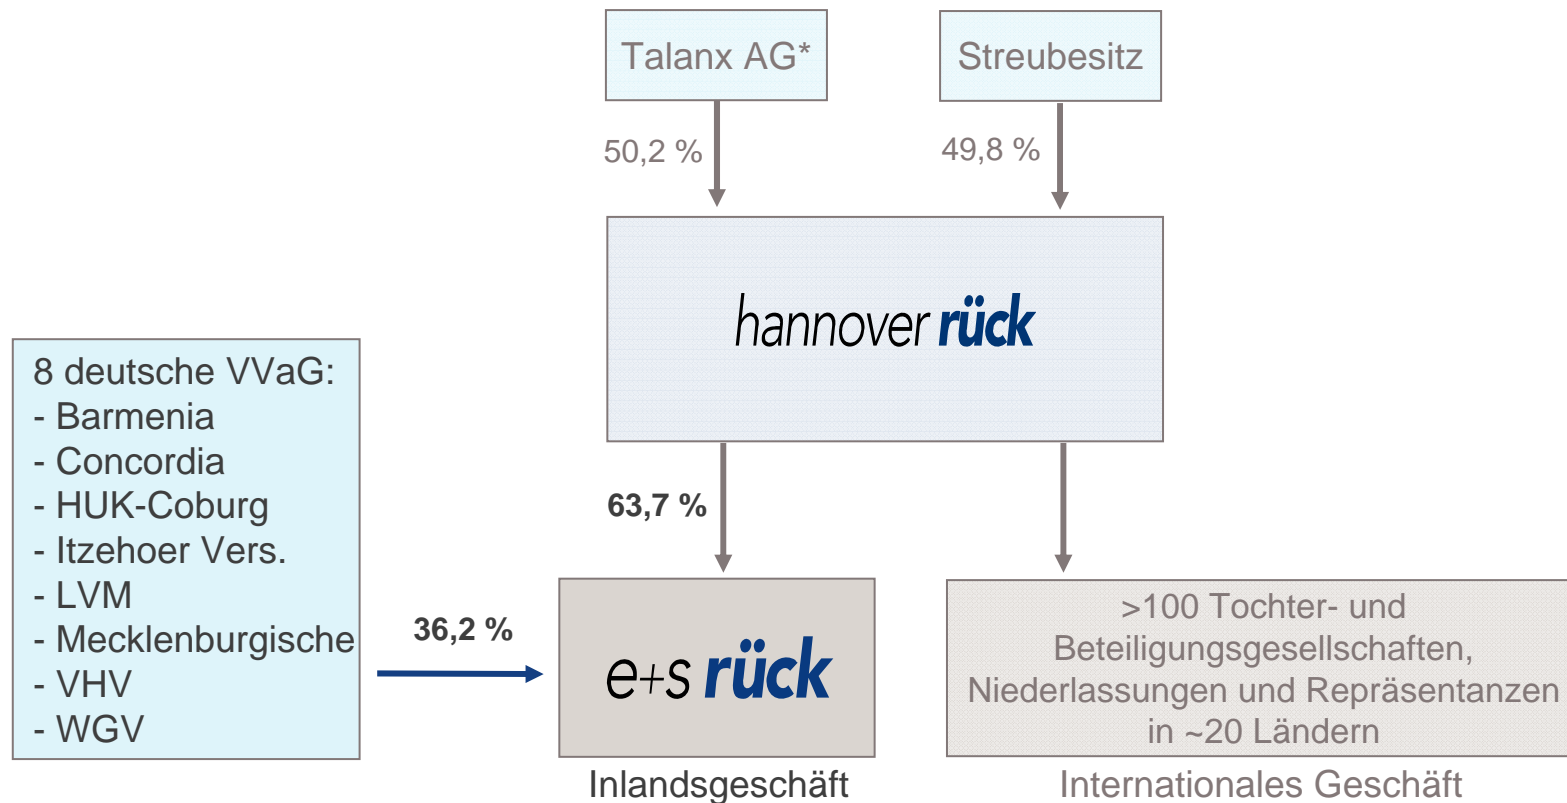 Talanx AG*
Streubesitz
50,2 %
49,8 %
hannover rück
8 deutsche VVaG:
- Barmenia
- Concordia
- HUK-Coburg
- Itzehoer Vers.
- LVM
- Mecklenburgische
- VHV
- WGV
63,7 %
36,2 %
e+s rück
>100 Tochter- und
Beteiligungsgesellschaften,
Niederlassungen und Repräsentanzen
in ~20 Ländern
Inlandsgeschäft
Internationales Geschäft